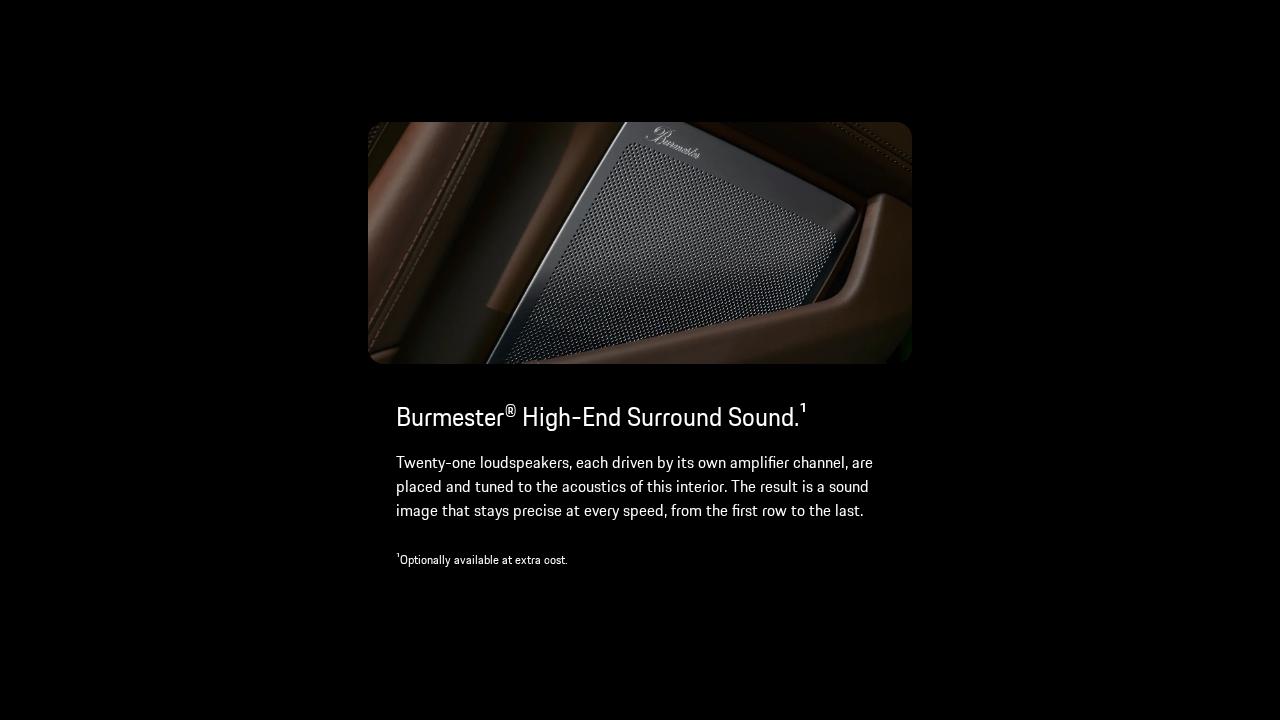 Burmester
Burmester® High-End Surround Sound.¹
Twenty-one loudspeakers, each driven by its own amplifier channel, are
placed and tuned to the acoustics of this interior. The result is a sound
image that stays precise at every speed, from the first row to the last.
¹Optionally available at extra cost.